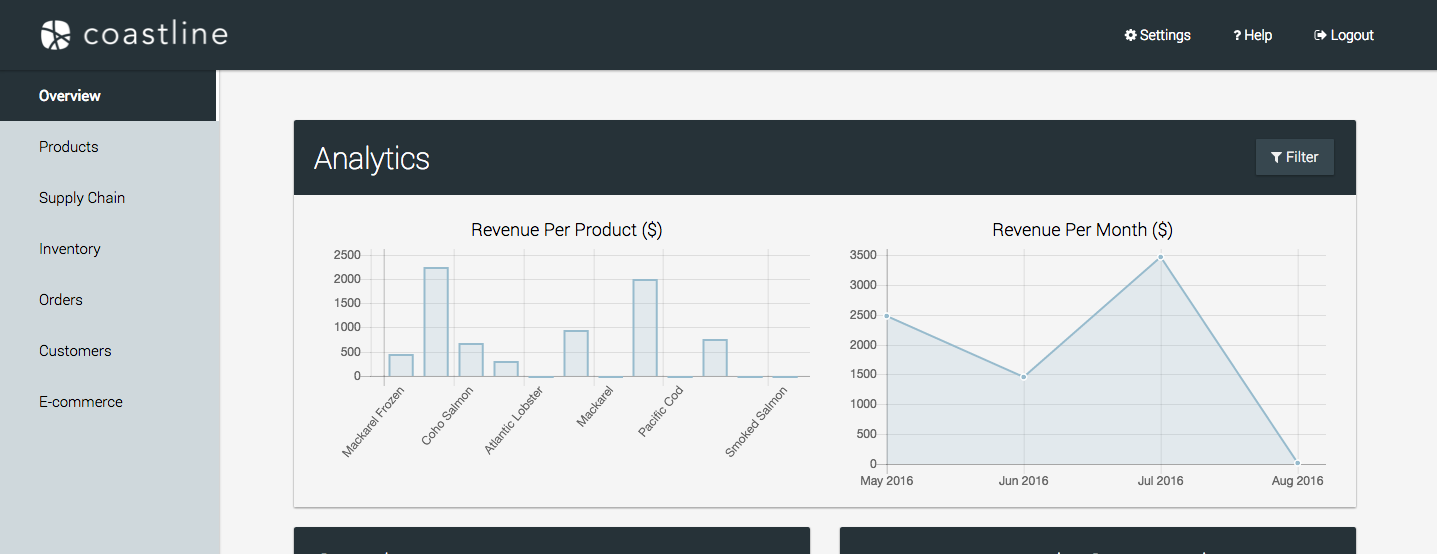 coastline
Settings
? Help
Logout
Overview
Products
Supply Chain
Inventory
Orders
Customers
E-commerce
Analytics
Filter
Revenue Per Product ($)
2500
2000
1500
1000
500
0
Mackarel Frozen
Coho Salmon
Atlantic Lobster
Mackarel
Pacific Cod
Smoked Salmon
Revenue Per Month ($)
3500
3000
2500
2000
1500
1000
500
0
May 2016
Jun 2016
Jul 2016
Aug 2016